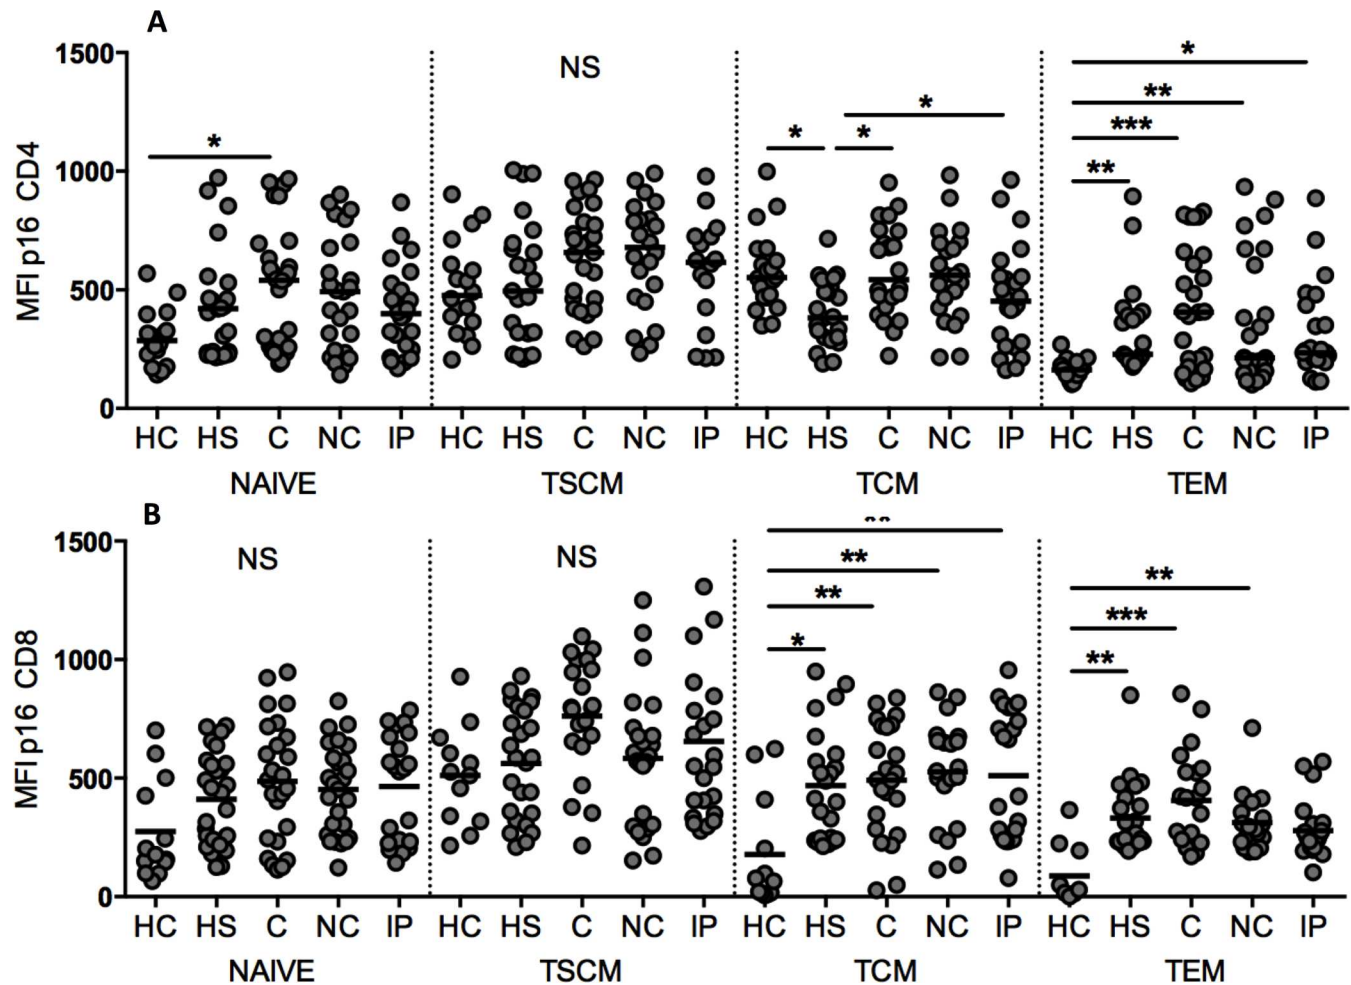 A
1500
NS
*
**
*
***
* *
*
**
1000
MFI p16 CD4
500
0
HC HS C NC IP HC HS C NC IP HC HS C NC IP HC HS C NC IP
NAIVE TSCM TCM TEM
B
1500
NS NS
**
**
**
**
***
*
**
1000
MFI p16 CD8
500
0
HC HS C NC IP HC HS C NC IP HC HS C NC IP HC HS C NC IP
NAIVE TSCM TCM TEM